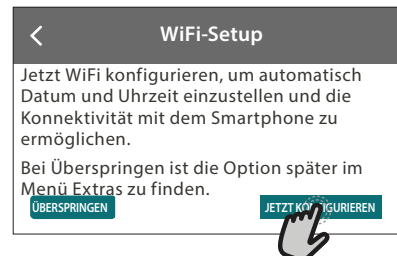 WiFi-Setup
Jetzt WiFi konfigurieren, um automatisch
Datum und Uhrzeit einzustellen und die
Konnektivität mit dem Smartphone zu
ermöglichen.
Bei Überspringen ist die Option später im
Menü Extras zu finden.
ÜBERSPRINGEN
JETZT KONFIGURIEREN